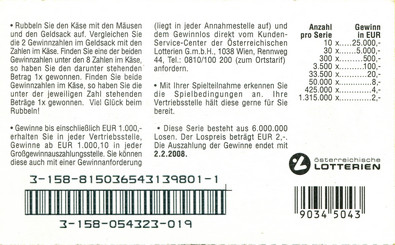 • Rubbeln Sie den Käse mit den Mäusen
und den Geldsack auf. Vergleichen Sie
die 2 Gewinnzahlen im Geldsack mit den
Zahlen im Käse. Finden Sie eine der beiden
Gewinnzahlen unter den 8 Zahlen im Käse,
so haben Sie den darunter stehenden
Betrag 1x gewonnen. Finden Sie beide
Gewinnzahlen im Käse, so haben Sie die
unter der jeweiligen Zahl stehenden
Beträge 1x gewonnen. Viel Glück beim
Rubbeln!
• Gewinne bis einschließlich EUR 1.000,-
erhalten Sie in jeder Vertriebsstelle,
Gewinne ab EUR 1.000,10 in jeder
Großgewinnauszahlungsstelle. Sie können
diese auch mit einer Gewinnanforderung
(liegt in jeder Annahmestelle auf) und
dem Gewinnlos direkt vom Kunden-
Service-Center der Österreichischen
Lotterien G.m.b.H., 1038 Wien, Rennweg
44, Tel.: 0810/100 200 (zum Ortstarif)
anfordern.
• Mit Ihrer Spielteilnahme erkennen Sie
die Spielbedingungen an. Ihre
Vertriebsstelle hält diese gerne für Sie
bereit.
• Diese Serie besteht aus 6.000.000
Losen. Der Lospreis beträgt EUR 2,-.
Die Auszahlung der Gewinne endet mit
2.2.2008.
Anzahl Gewinn
pro Serie in EUR
10 x.....25.000,-
30 x.......5.000,-
300 x..........500,-
3.500 x..........100,-
33.500 x............20,-
50.000 x..............8,-
425.000 x..............4,-
1.315.000 x..............2,-
österreichische
LOTTERIEN
3-158-815036543139801-1
3-158-054323-019
9034 5043